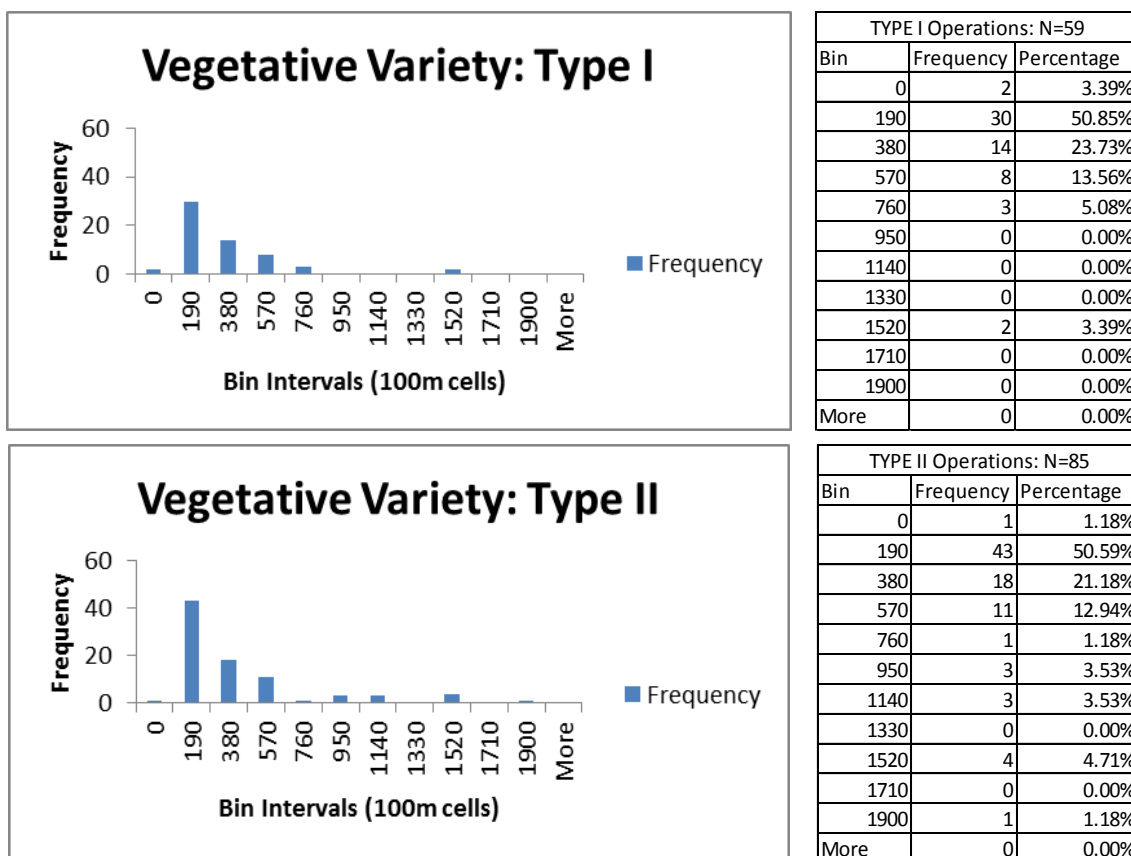 Vegetative Variety: Type I
60
40
20
0
Frequency
0 190 380 570 760 950 1140 1330 1520 1710 1900 More
Bin Intervals (100m cells)
Frequency
TYPE I Operations: N=59
Bin Frequency Percentage
0 2 3.39%
190 30 50.85%
380 14 23.73%
570 8 13.56%
760 3 5.08%
950 0 0.00%
1140 0 0.00%
1330 0 0.00%
1520 2 3.39%
1710 0 0.00%
1900 0 0.00%
More 0 0.00%
Vegetative Variety: Type II
60
40
20
0
Frequency
0 190 380 570 760 950 1140 1330 1520 1710 1900 More
Bin Intervals (100m cells)
Frequency
TYPE II Operations: N=85
Bin Frequency Percentage
0 1 1.18%
190 43 50.59%
380 18 21.18%
570 11 12.94%
760 1 1.18%
950 3 3.53%
1140 3 3.53%
1330 0 0.00%
1520 4 4.71%
1710 0 0.00%
1900 1 1.18%
More 0 0.00%